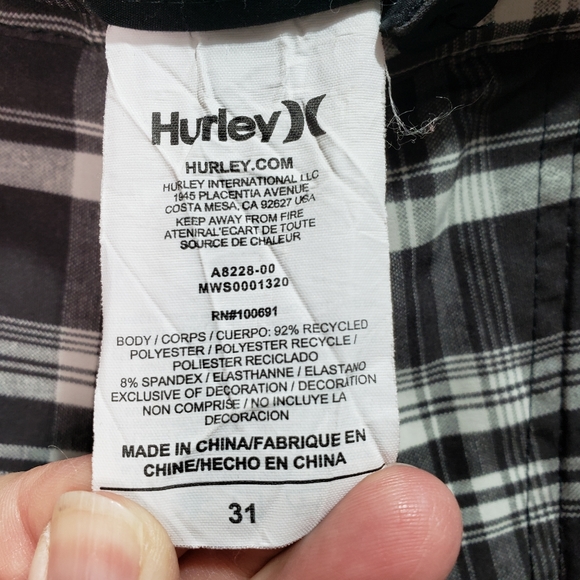 Hurley
HURLEY.COM
HURLEY INTERNATIONAL LLC
1945 PLACENTIA AVENUE
COSTA MESA, CA 92627 USA
KEEP AWAY FROM FIRE
ATENIRAL'ECART DE TOUTE
SOURCE DE CHALEUR
A8228-00
MWS0001320
RN#100691
BODY / CORPS / CUERPO: 92% RECYCLED
POLYESTER / POLYESTER RECYCLE /
POLIESTER RECICLADO
8% SPANDEX / ELASTHANNE / ELASTANO
EXCLUSIVE OF DECORATION / DECORATION
NON COMPRISE / NO INCLUYE LA
DECORACION
MADE IN CHINA/FABRIQUE EN
CHINE/HECHO EN CHINA
31